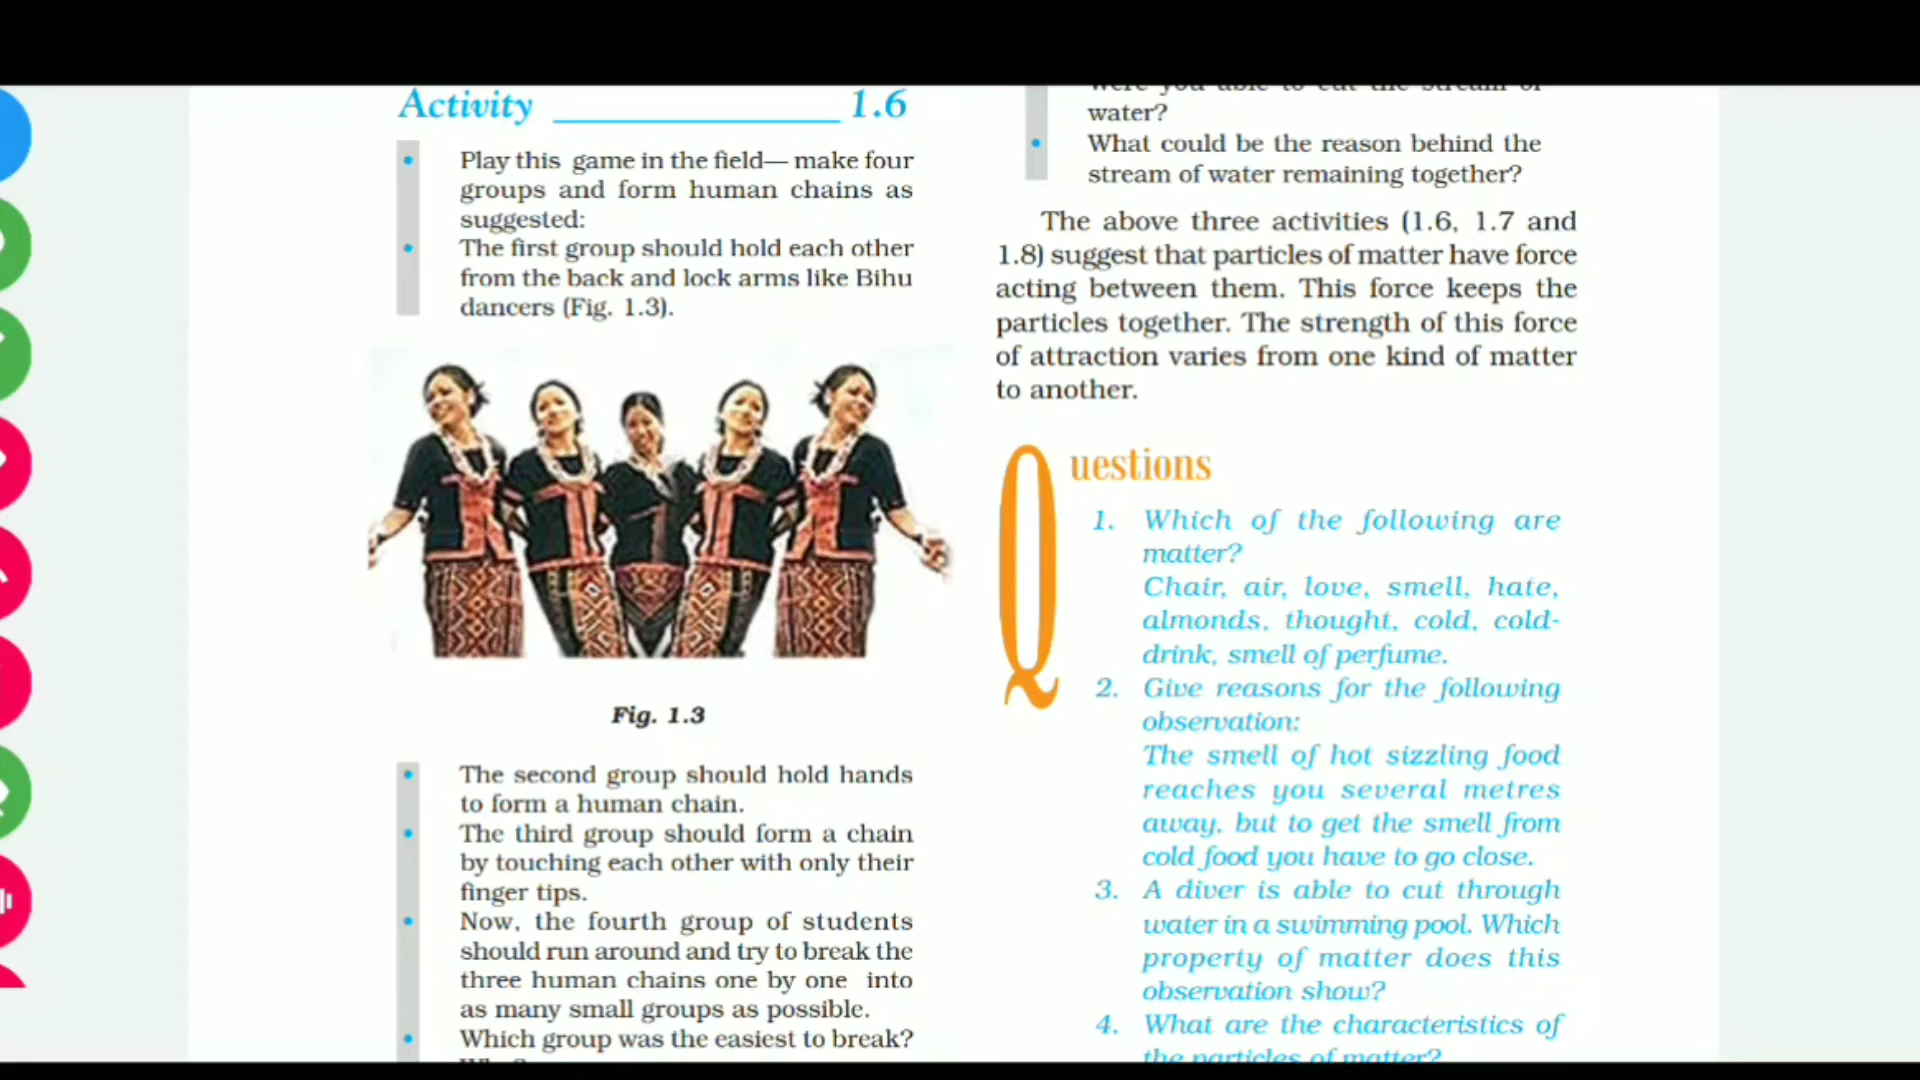 Activity 1.6
• Play this game in the field— make four
groups and form human chains as
suggested:
• The first group should hold each other
from the back and lock arms like Bihu
dancers (Fig. 1.3).
Fig. 1.3
• The second group should hold hands
to form a human chain.
• The third group should form a chain
by touching each other with only their
finger tips.
• Now, the fourth group of students
should run around and try to break the
three human chains one by one into
as many small groups as possible.
• Which group was the easiest to break?
were you able to cut the stream of
water?
• What could be the reason behind the
stream of water remaining together?
The above three activities (1.6, 1.7 and
1.8) suggest that particles of matter have force
acting between them. This force keeps the
particles together. The strength of this force
of attraction varies from one kind of matter
to another.
Questions
1. Which of the following are
matter?
Chair, air, love, smell, hate,
almonds, thought, cold, cold-
drink, smell of perfume.
2. Give reasons for the following
observation:
The smell of hot sizzling food
reaches you several metres
away, but to get the smell from
cold food you have to go close.
3. A diver is able to cut through
water in a swimming pool. Which
property of matter does this
observation show?
4. What are the characteristics of
the particles of matter?